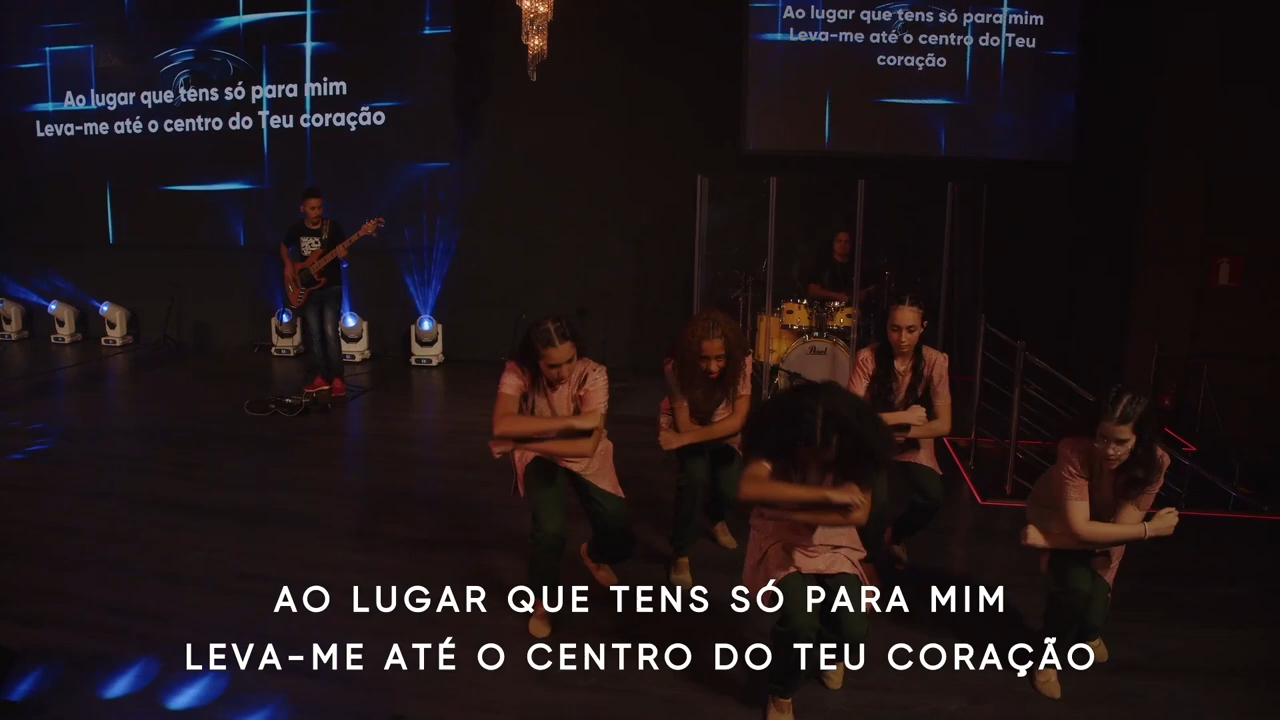 Ao lugar que tens só para mim
Leva-me até o centro do Teu coração
Ao lugar que tens só para mim
Leva-me até o centro do Teu
coração
Pearl
AO LUGAR QUE TENS SÓ PARA MIM
LEVA-ME ATÉ O CENTRO DO TEU CORAÇÃO